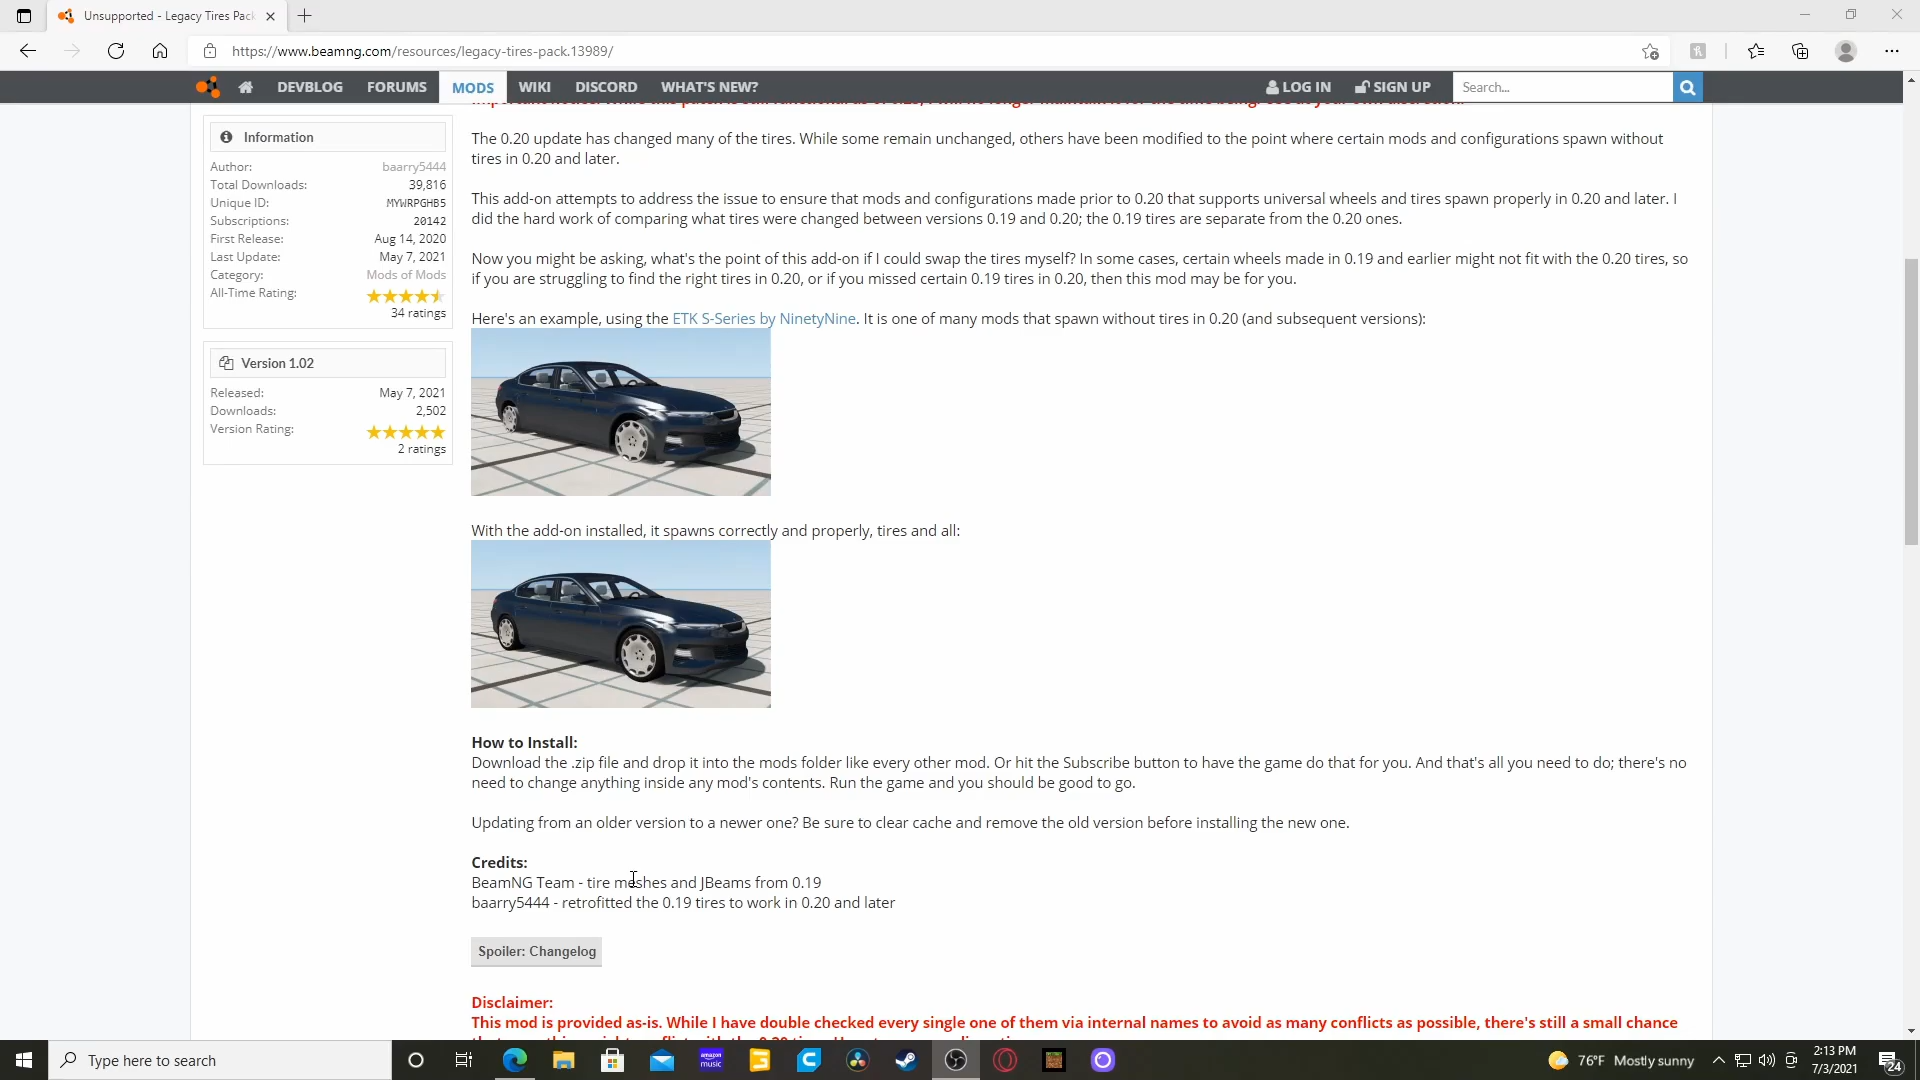 Unsupported - Legacy Tires Pack
https://www.beamng.com/resources/legacy-tires-pack.13989/
DEVBLOG FORUMS MODS WIKI DISCORD WHAT'S NEW? LOG IN SIGN UP Search...
Information
Author: baarry5444
Total Downloads: 39,816
Unique ID: MYWRPGHB5
Subscriptions: 20142
First Release: Aug 14, 2020
Last Update: May 7, 2021
Category: Mods of Mods
All-Time Rating:
34 ratings
Version 1.02
Released: May 7, 2021
Downloads: 2,502
Version Rating:
2 ratings
The 0.20 update has changed many of the tires. While some remain unchanged, others have been modified to the point where certain mods and configurations spawn without
tires in 0.20 and later.
This add-on attempts to address the issue to ensure that mods and configurations made prior to 0.20 that supports universal wheels and tires spawn properly in 0.20 and later. I
did the hard work of comparing what tires were changed between versions 0.19 and 0.20; the 0.19 tires are separate from the 0.20 ones.
Now you might be asking, what's the point of this add-on if I could swap the tires myself? In some cases, certain wheels made in 0.19 and earlier might not fit with the 0.20 tires, so
if you are struggling to find the right tires in 0.20, or if you missed certain 0.19 tires in 0.20, then this mod may be for you.
Here's an example, using the ETK S-Series by NinetyNine. It is one of many mods that spawn without tires in 0.20 (and subsequent versions):
With the add-on installed, it spawns correctly and properly, tires and all:
How to Install:
Download the .zip file and drop it into the mods folder like every other mod. Or hit the Subscribe button to have the game do that for you. And that's all you need to do; there's no
need to change anything inside any mod's contents. Run the game and you should be good to go.
Updating from an older version to a newer one? Be sure to clear cache and remove the old version before installing the new one.
Credits:
BeamNG Team - tire meshes and JBeams from 0.19
baarry5444 - retrofitted the 0.19 tires to work in 0.20 and later
Spoiler: Changelog
Disclaimer:
This mod is provided as-is. While I have double checked every single one of them via internal names to avoid as many conflicts as possible, there's still a small chance
Type here to search
amazon music
76°F Mostly sunny
2:13 PM
7/3/2021
24